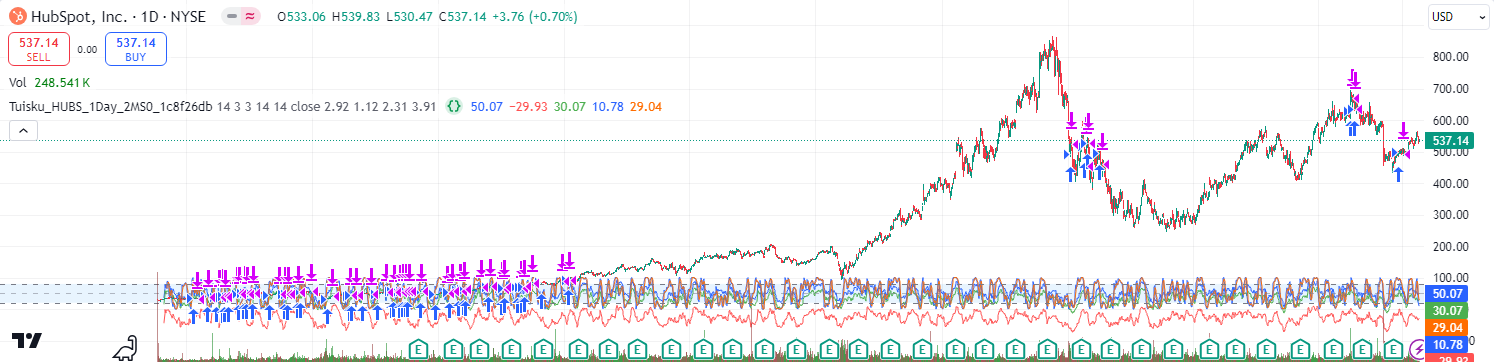 HubSpot, Inc. · 1D · NYSE O533.06 H539.83 L530.47 C537.14 +3.76 (+0.70%)
USD
537.14 SELL 0.00 537.14 BUY
Vol 248.541 K
Tuisku_HUBS_1Day_2MS0_1c8f26db 14 3 3 14 14 close 2.92 1.12 2.31 3.91 {} 50.07 −29.93 30.07 10.78 29.04
800.00
700.00
600.00
537.14
500.00
400.00
300.00
200.00
100.00
50.07
30.07
29.04
10.78
E E E E E E E E E E E E E E E E E E E E E E E E E E E E E E E E